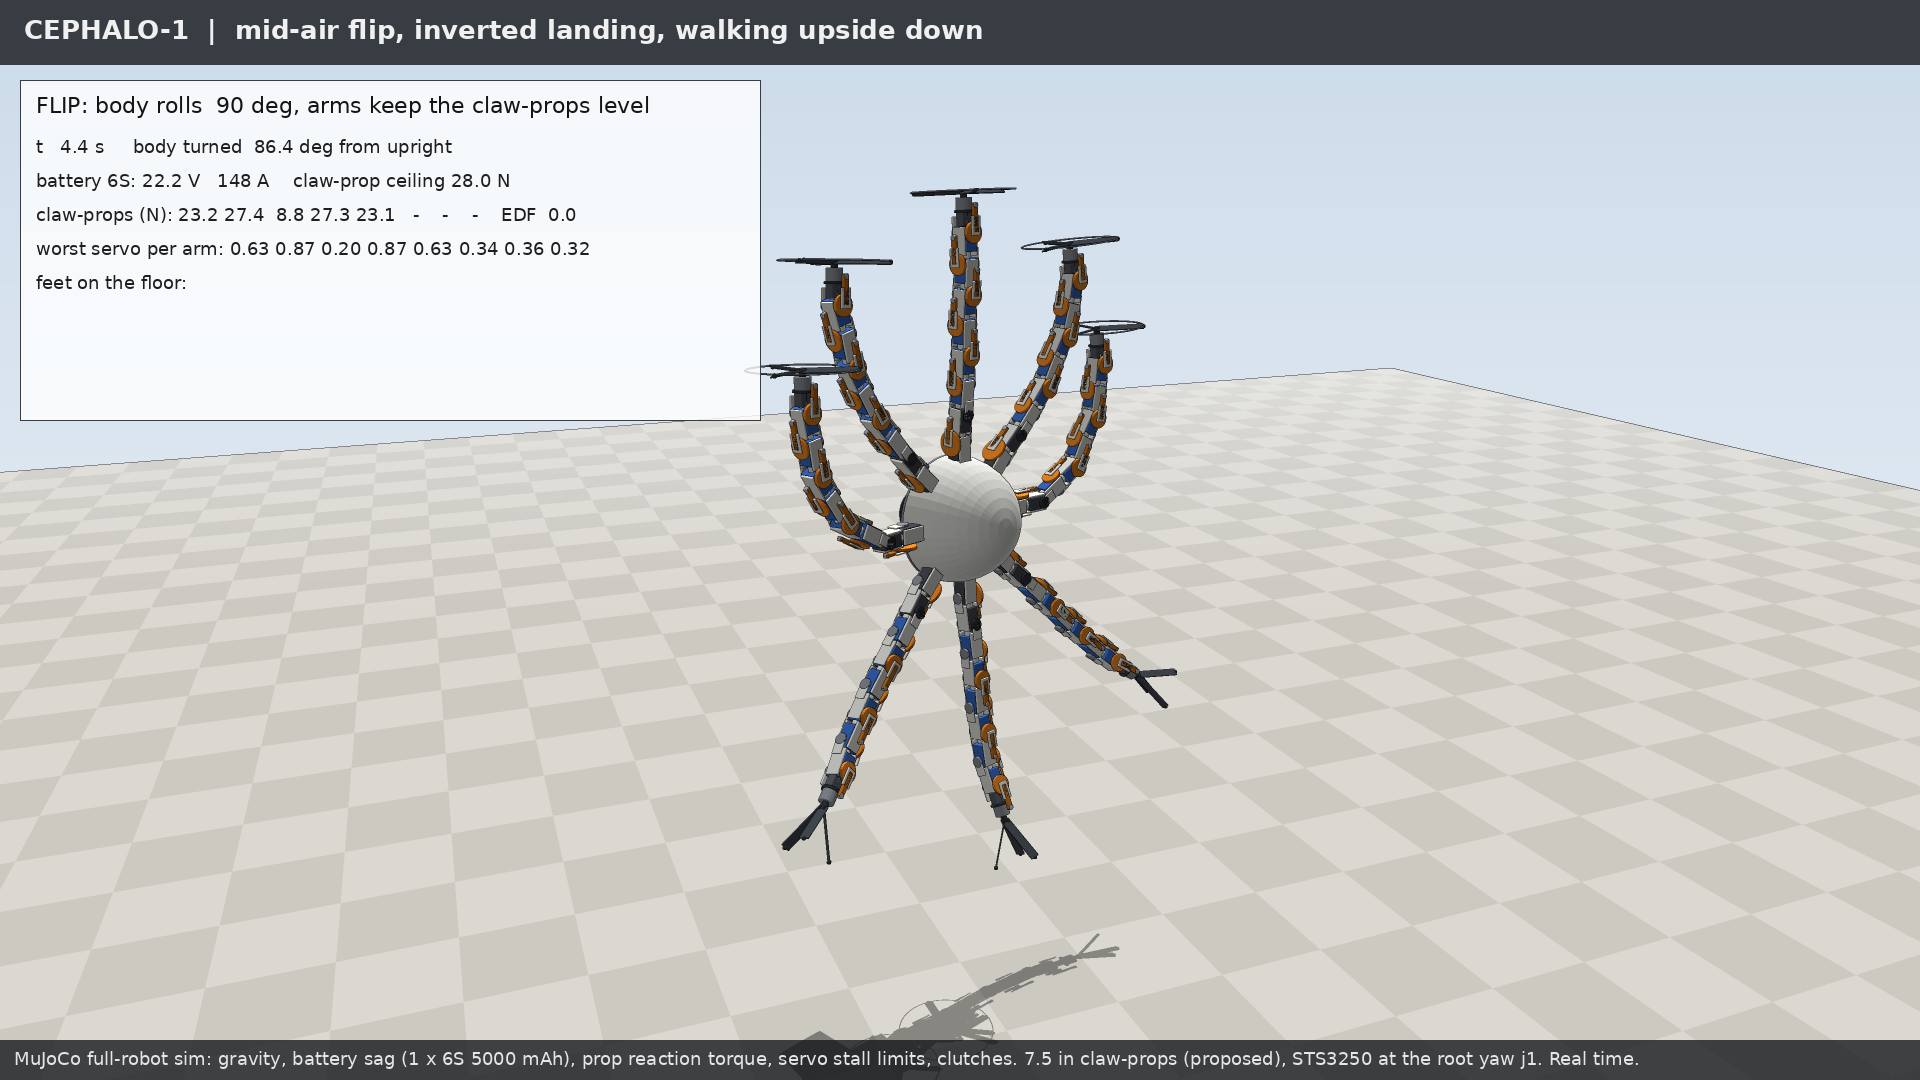 CEPHALO-1 | mid-air flip, inverted landing, walking upside down
FLIP: body rolls 90 deg, arms keep the claw-props level
t 4.4 s body turned 86.4 deg from upright
battery 6S: 22.2 V 148 A claw-prop ceiling 28.0 N
claw-props (N): 23.2 27.4 8.8 27.3 23.1 - - - EDF 0.0
worst servo per arm: 0.63 0.87 0.20 0.87 0.63 0.34 0.36 0.32
feet on the floor:
MuJoCo full-robot sim: gravity, battery sag (1 x 6S 5000 mAh), prop reaction torque, servo stall limits, clutches. 7.5 in claw-props (proposed), STS3250 at the root yaw j1. Real time.